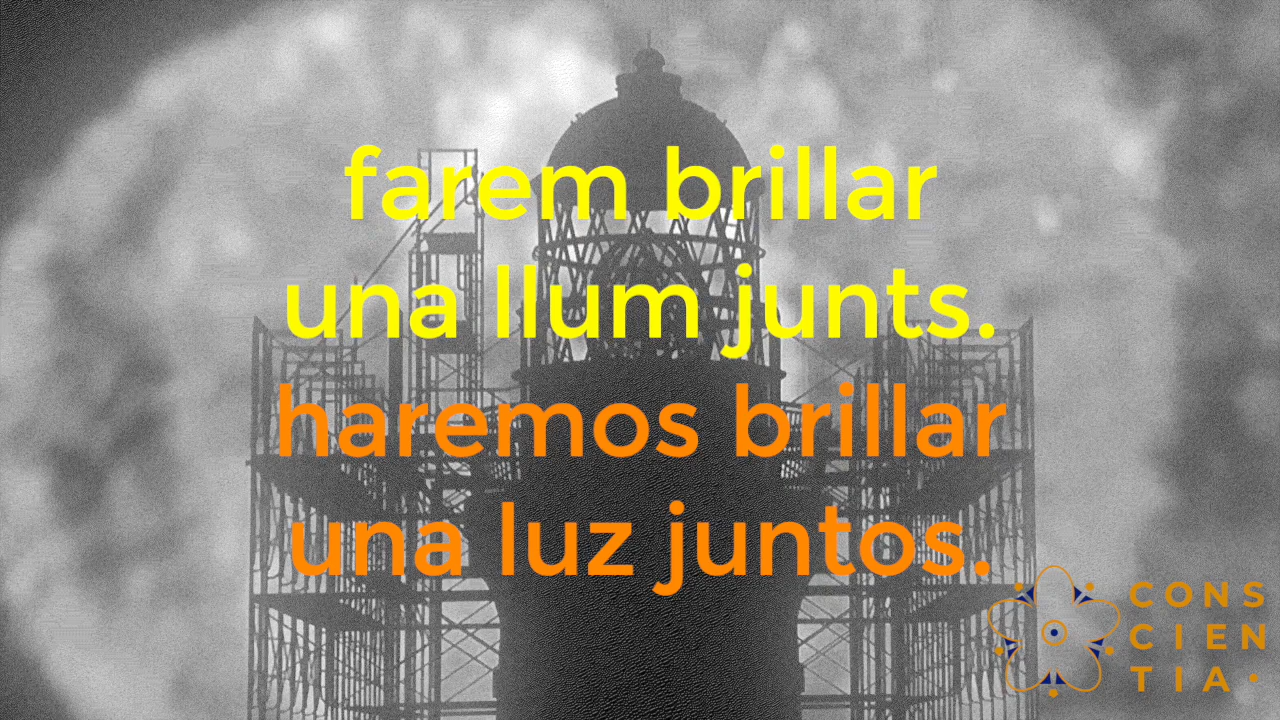 farem brillar
una llum junts.
haremos brillar
una luz juntos.
CONS
CIEN
TIA